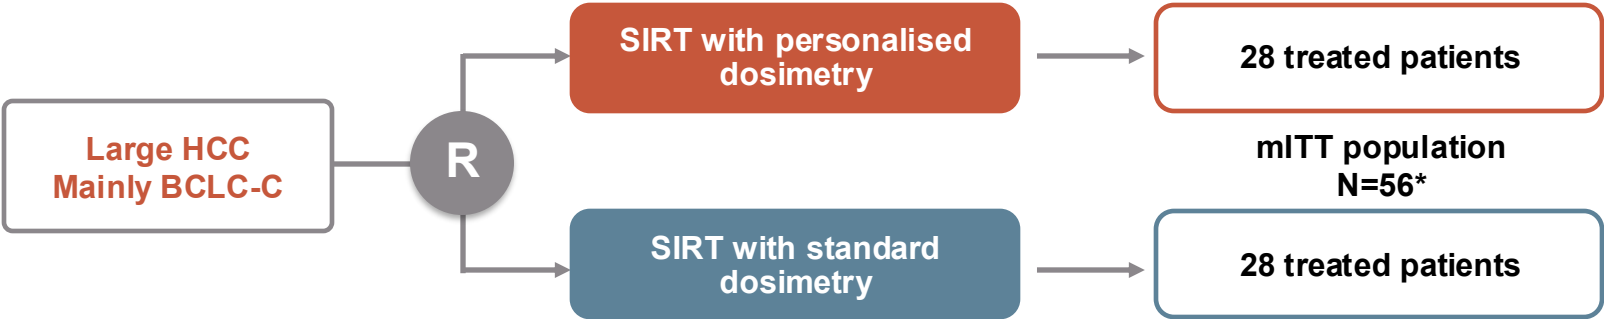 Large HCC
Mainly BCLC-C
R
SIRT with personalised
dosimetry
28 treated patients
mITT population
N=56*
SIRT with standard
dosimetry
28 treated patients